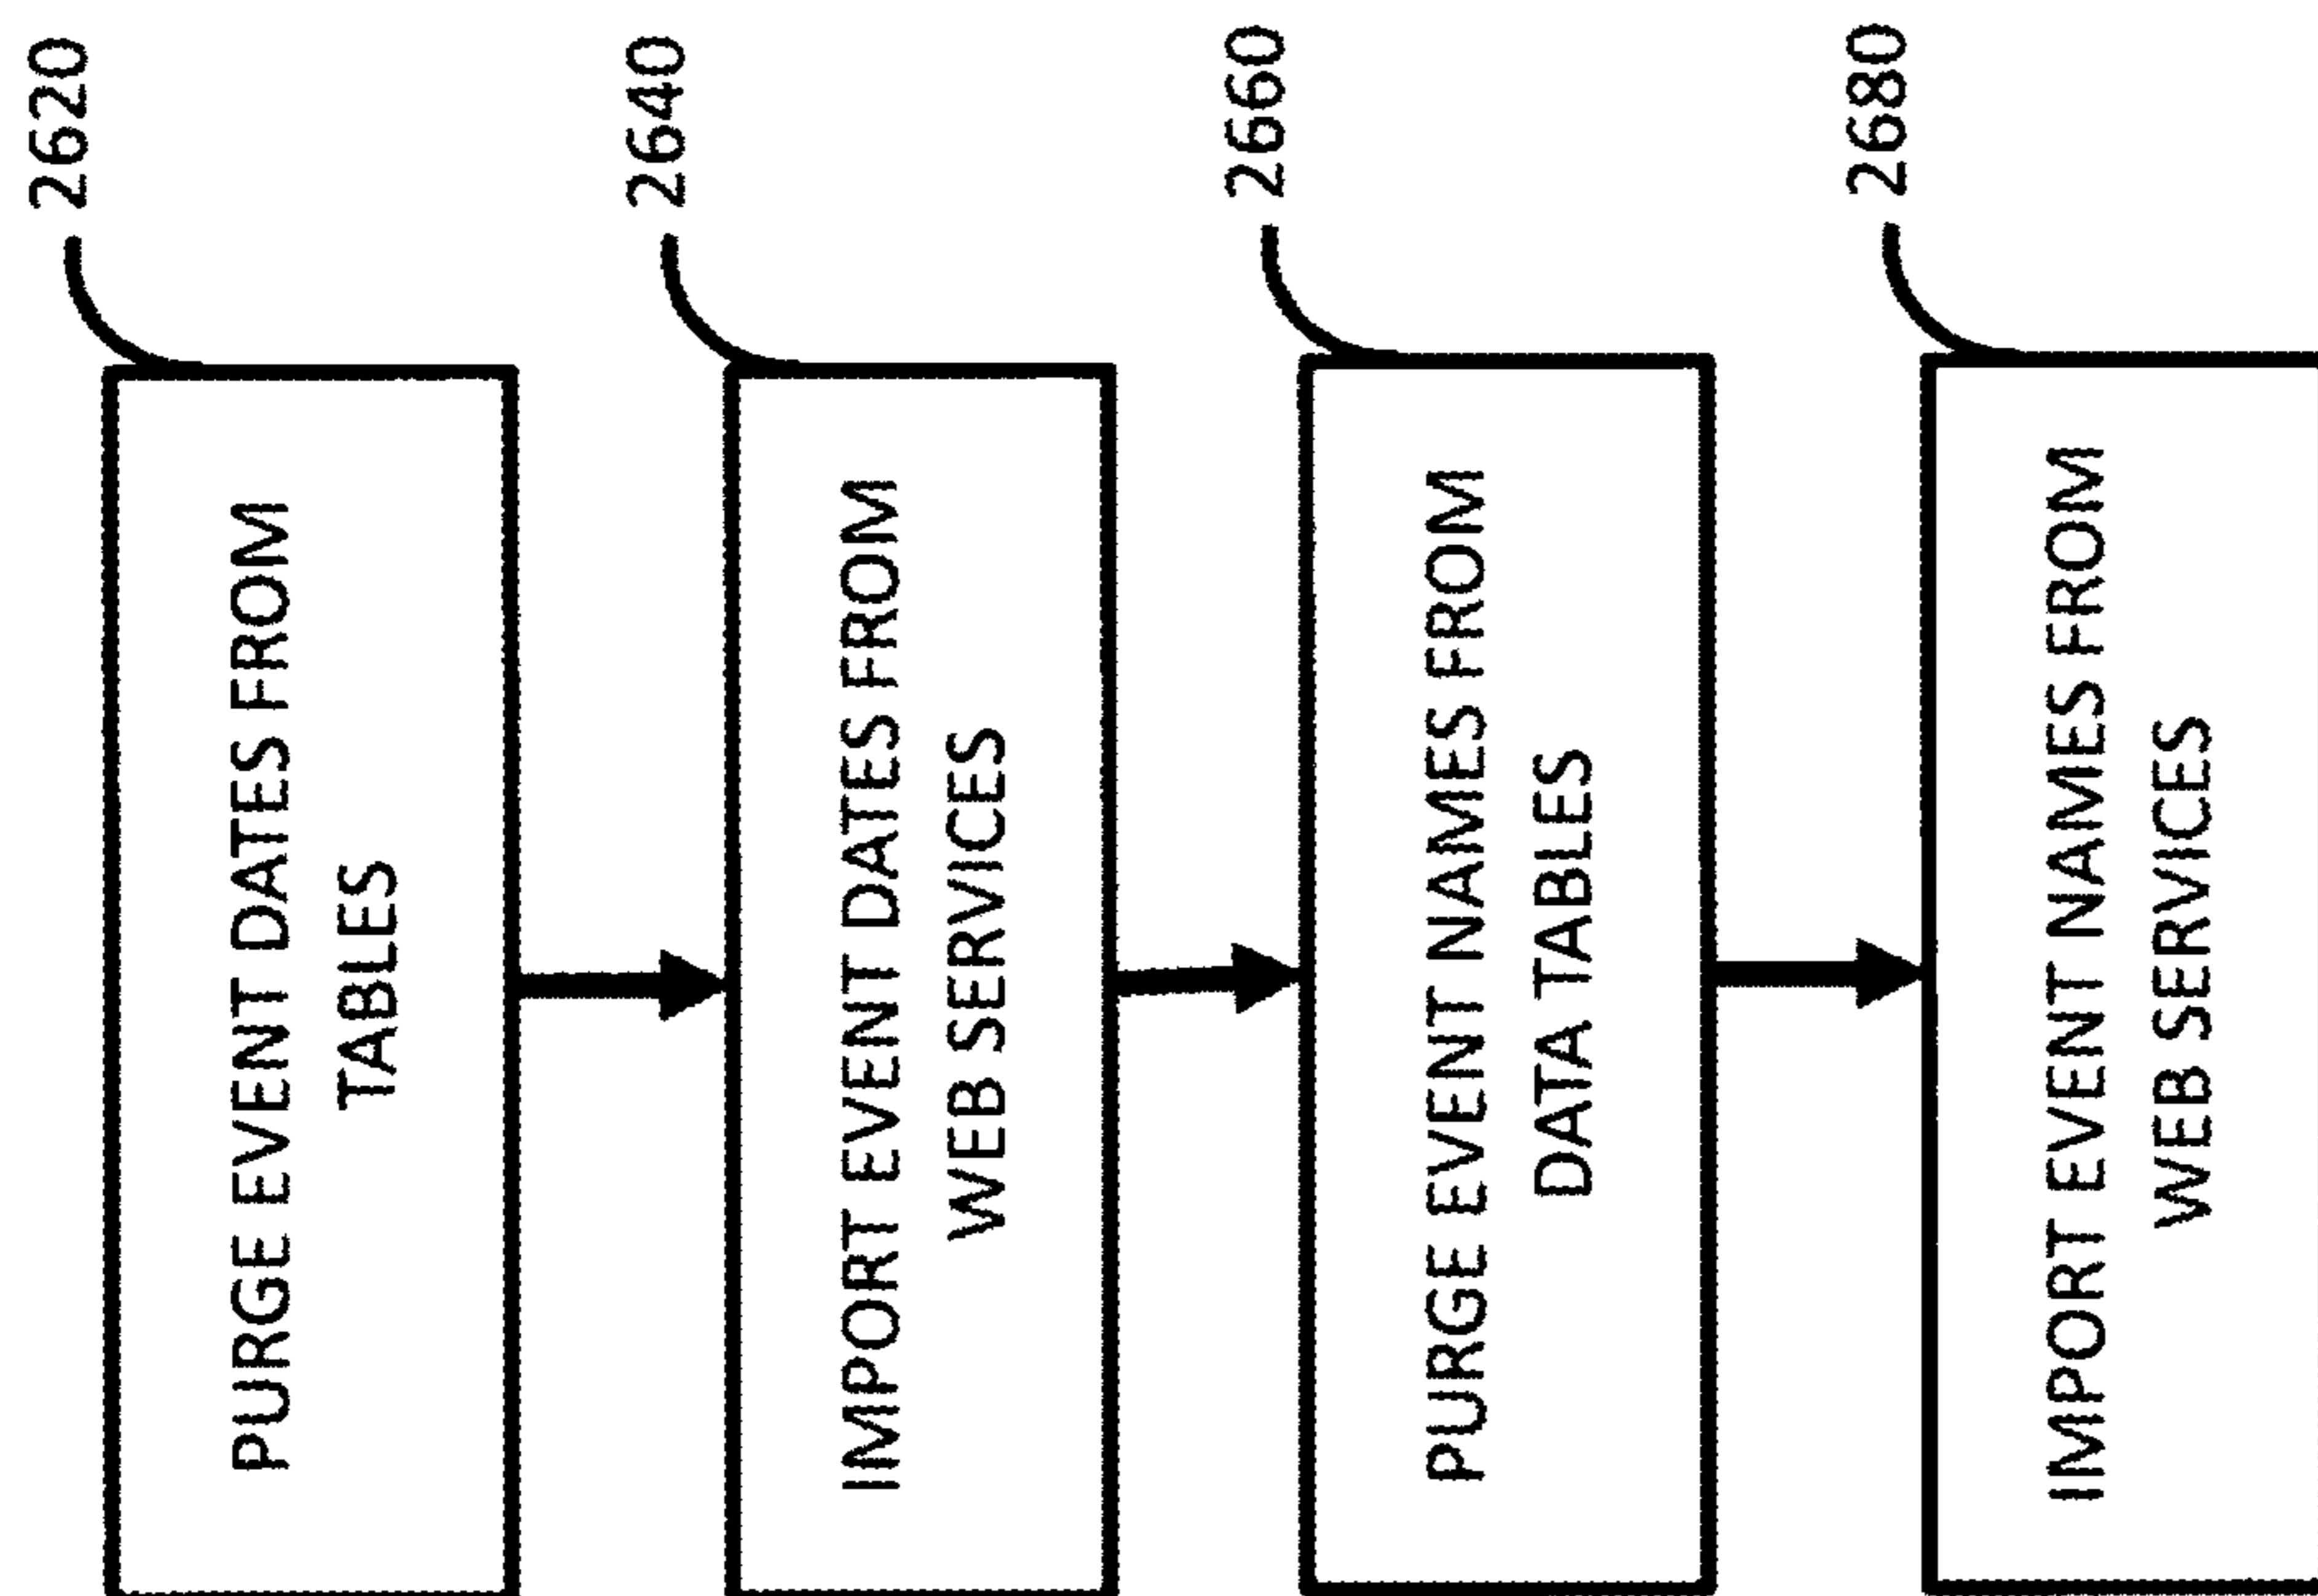 2620
PURGE EVENT DATES FROM
TABLES
2640
IMPORT EVENT DATES FROM
WEB SERVICES
2660
PURGE EVENT NAMES FROM
DATA TABLES
2680
IMPORT EVENT NAMES FROM
WEB SERVICES